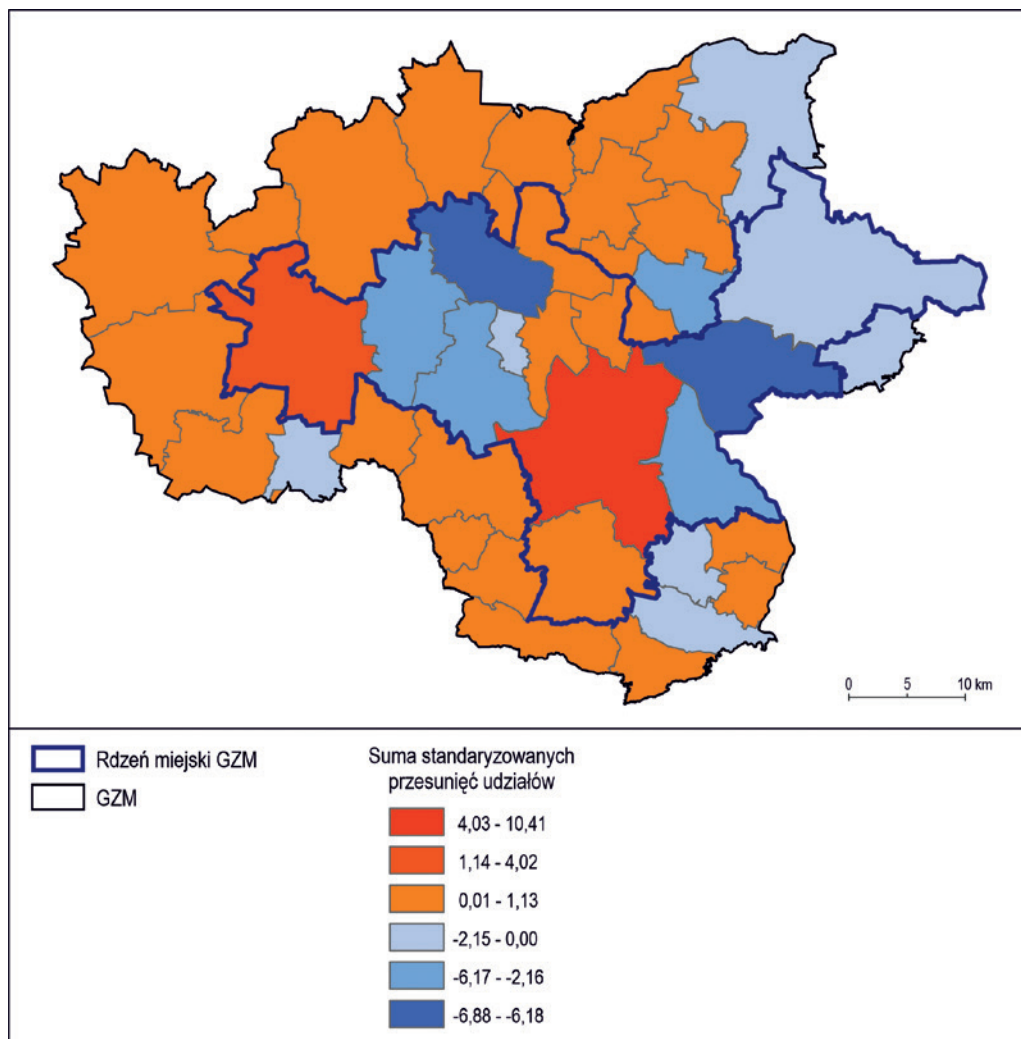 0 5 10 km
Rdzeń miejski GZM
GZM
Suma standaryzowanych
przesunięć udziałów
4,03 - 10,41
1,14 - 4,02
0,01 - 1,13
-2,15 - 0,00
-6,17 - -2,16
-6,88 - -6,18